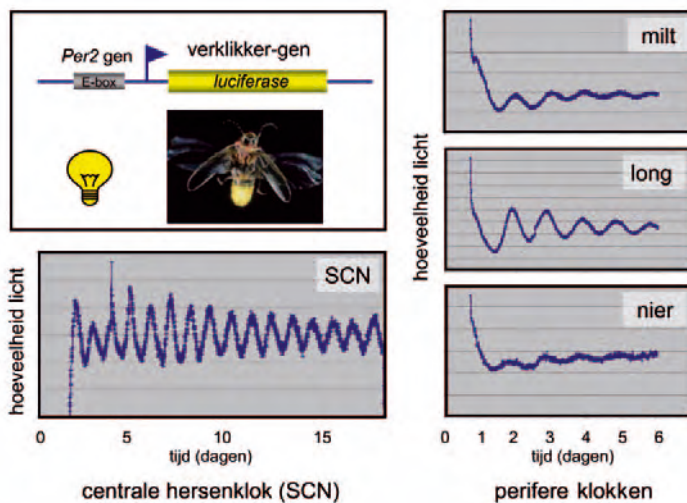 Per2 gen
verklikker-gen
E-box
luciferase
hoeveelheid licht
SCN
0 5 10 15
tijd (dagen)
centrale hersenklok (SCN)
hoeveelheid licht
milt
long
nier
0 1 2 3 4 5 6
tijd (dagen)
perifere klokken